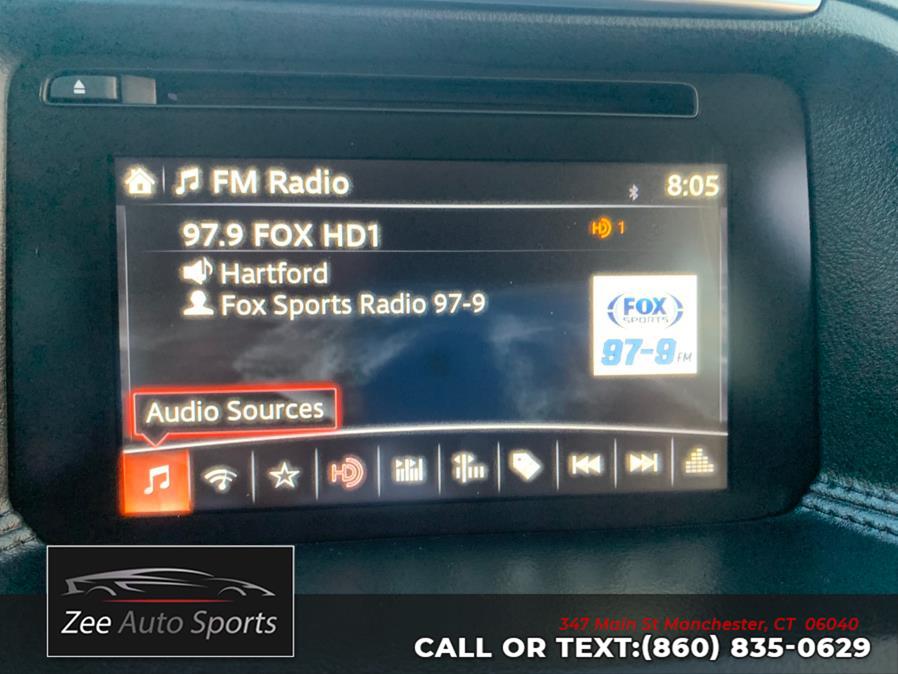 FM Radio
8:05
97.9 FOX HD1
HD 1
Hartford
Fox Sports Radio 97-9
FOX
SPORTS
97-9 FM
Audio Sources
HD
Zee Auto Sports
347 Main St Manchester, CT 06040
CALL OR TEXT:(860) 835-0629